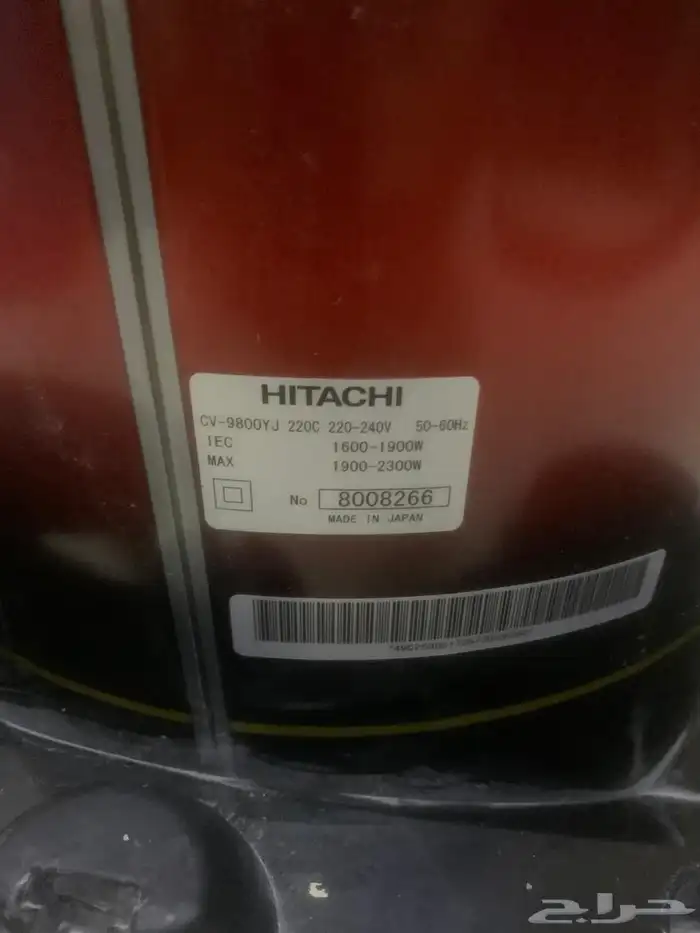 HITACHI
CV-9800YJ 220C 220-240V 50-60Hz
IEC 1600-1900W
MAX 1900-2300W
No 8008266
MADE IN JAPAN
حراج